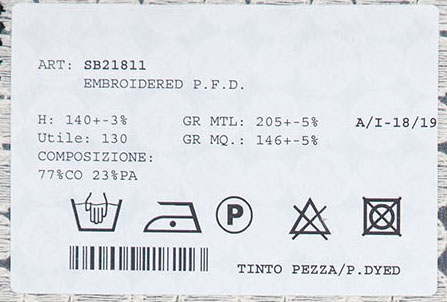 ART: SB21811
EMBROIDERED P.F.D.
H: 140+-3% GR MTL: 205+-5% A/I-18/19
Utile: 130 GR MQ.: 146+-5%
COMPOSIZIONE:
77%CO 23%PA
P
TINTO PEZZA/P.DYED